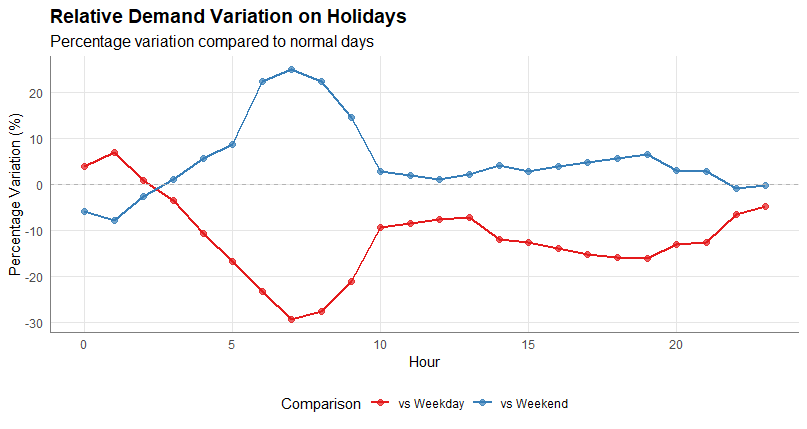 Relative Demand Variation on Holidays
Percentage variation compared to normal days
Percentage Variation (%)
20
10
0
-10
-20
-30
0 5 10 15 20
Hour
Comparison vs Weekday vs Weekend